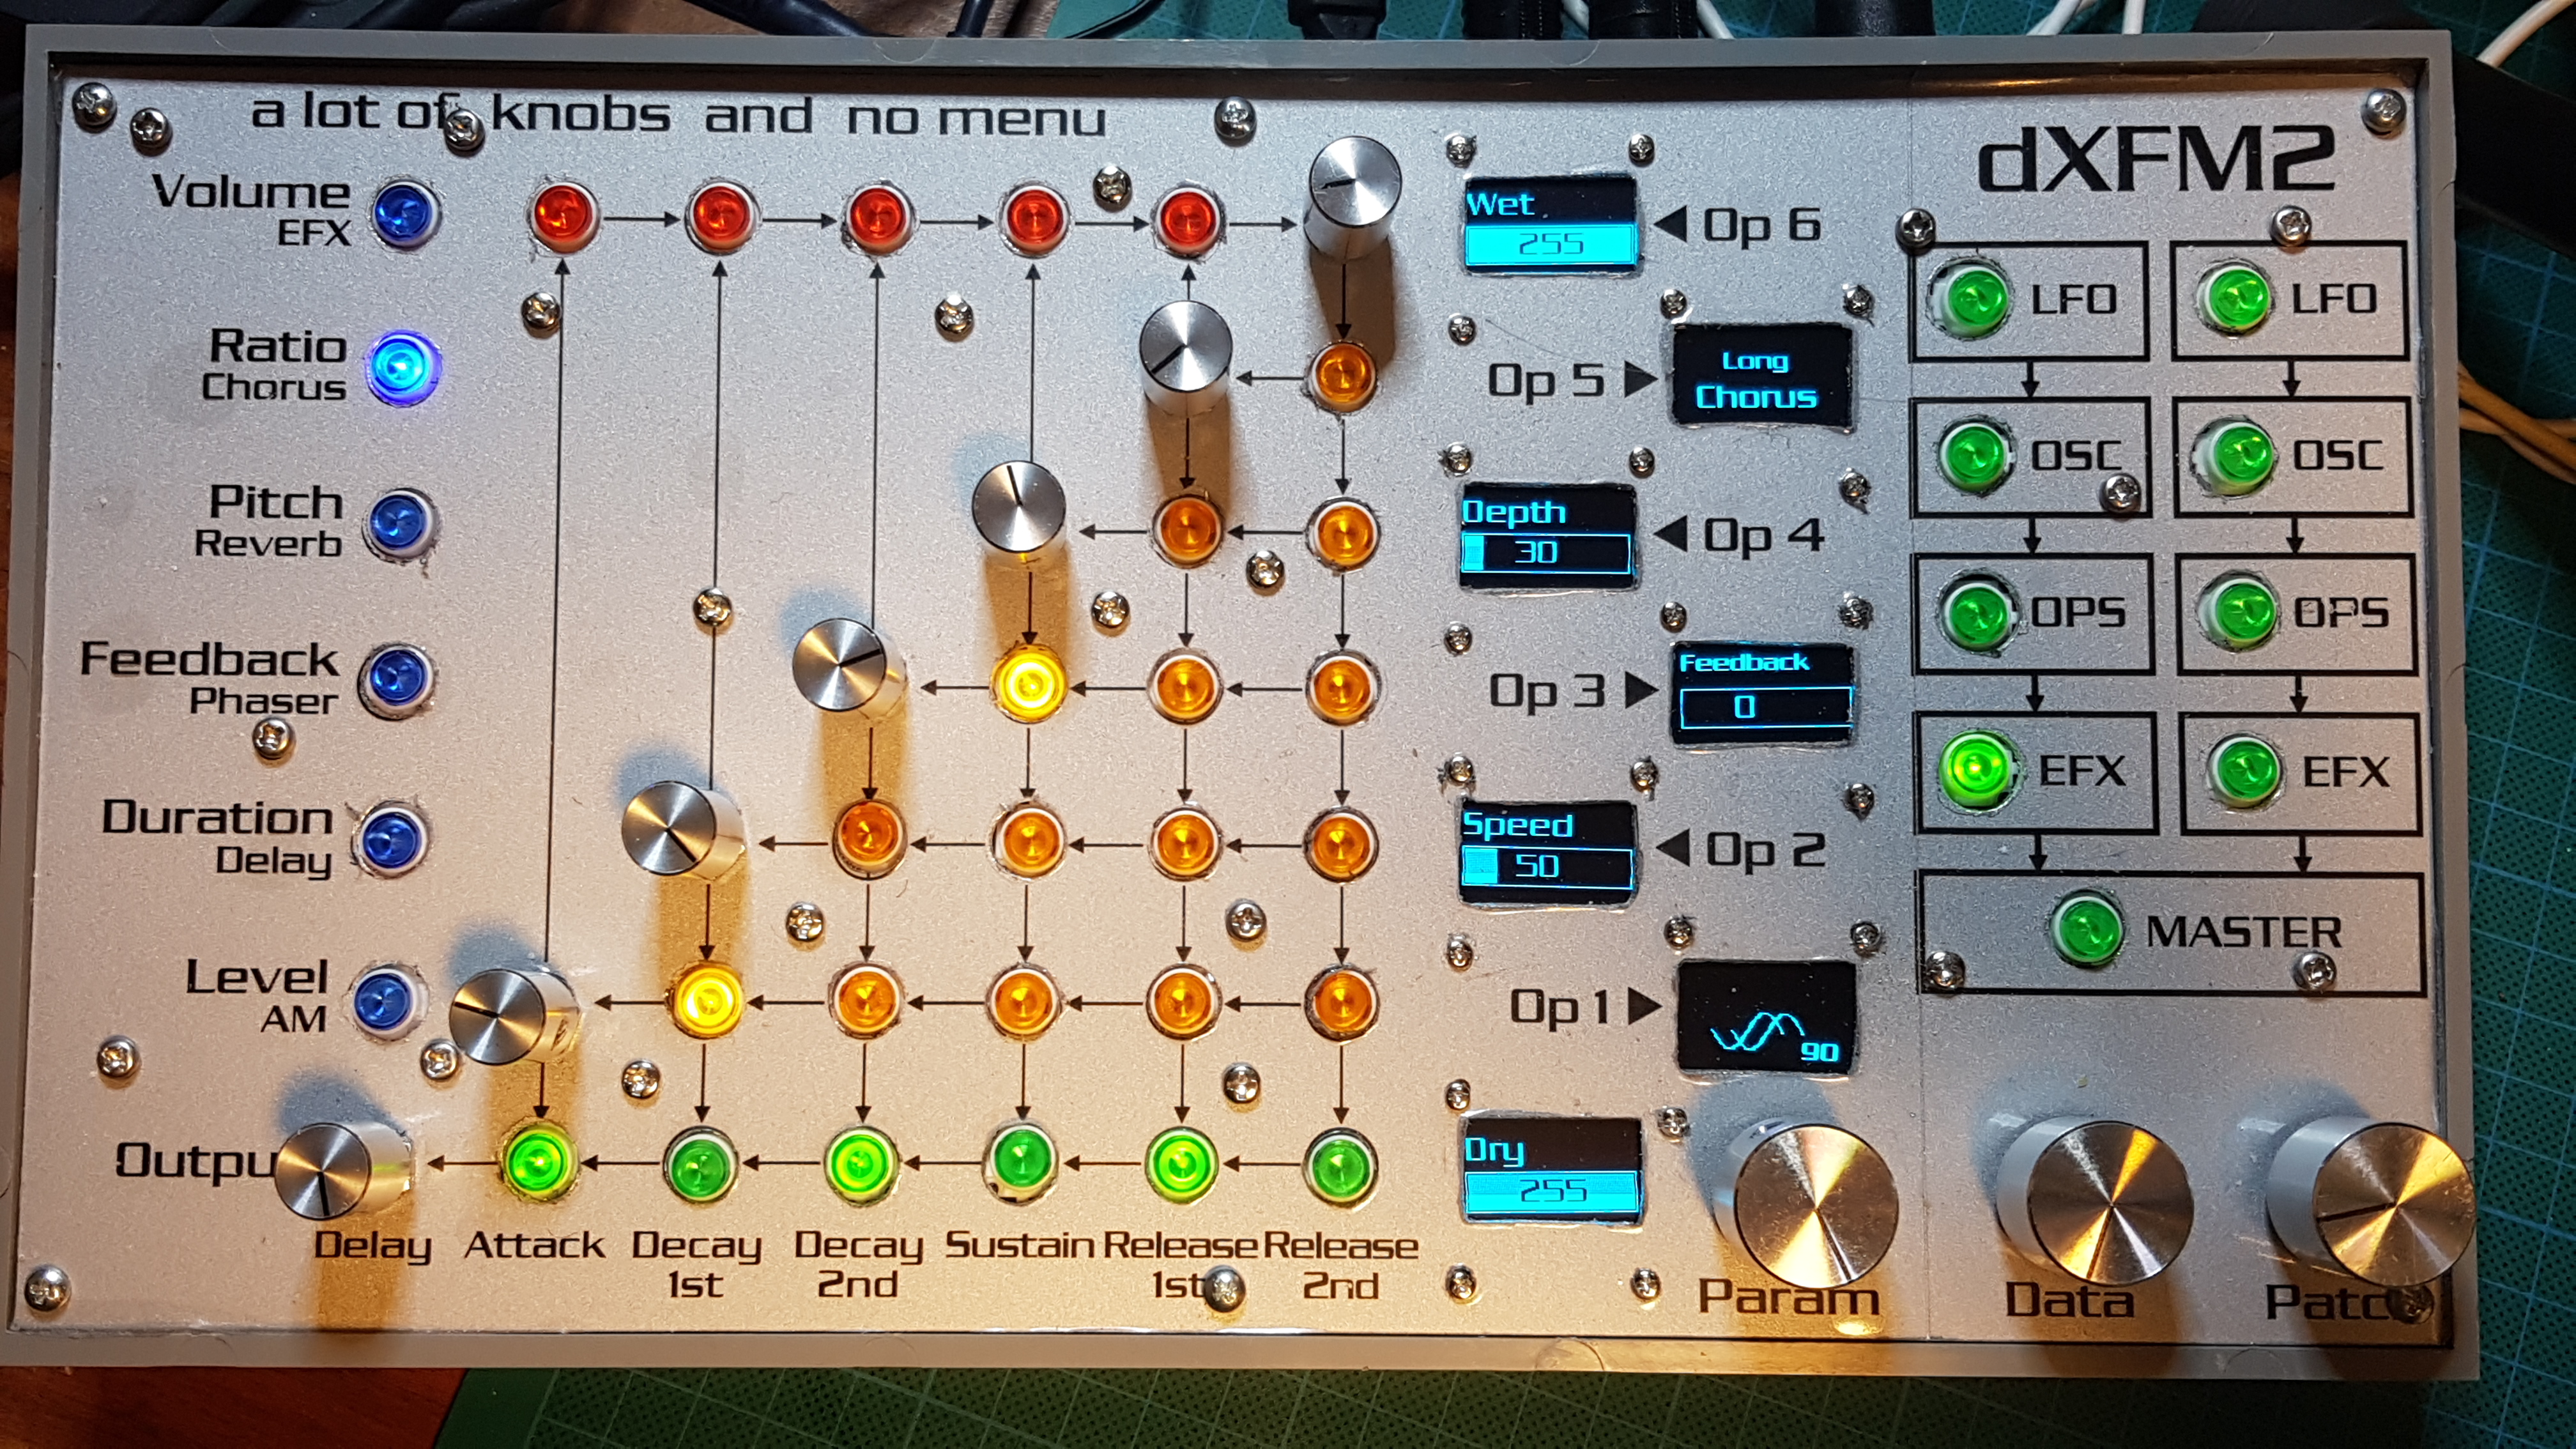 a lot of knobs and no menu
dXFM2
Volume
EFX
Ratio
Chorus
Pitch
Reverb
Feedback
Phaser
Duration
Delay
Level
AM
Output
Delay Attack Decay Decay Sustain Release Release
1st 2nd 1st 2nd
Wet
255
Op 6
Op 5
Long
Chorus
Depth
30
Op 4
Op 3
Feedback
0
Speed
50
Op 2
Op 1
90
Dry
255
LFO LFO
OSC OSC
OPS OPS
EFX EFX
MASTER
Param Data Patc